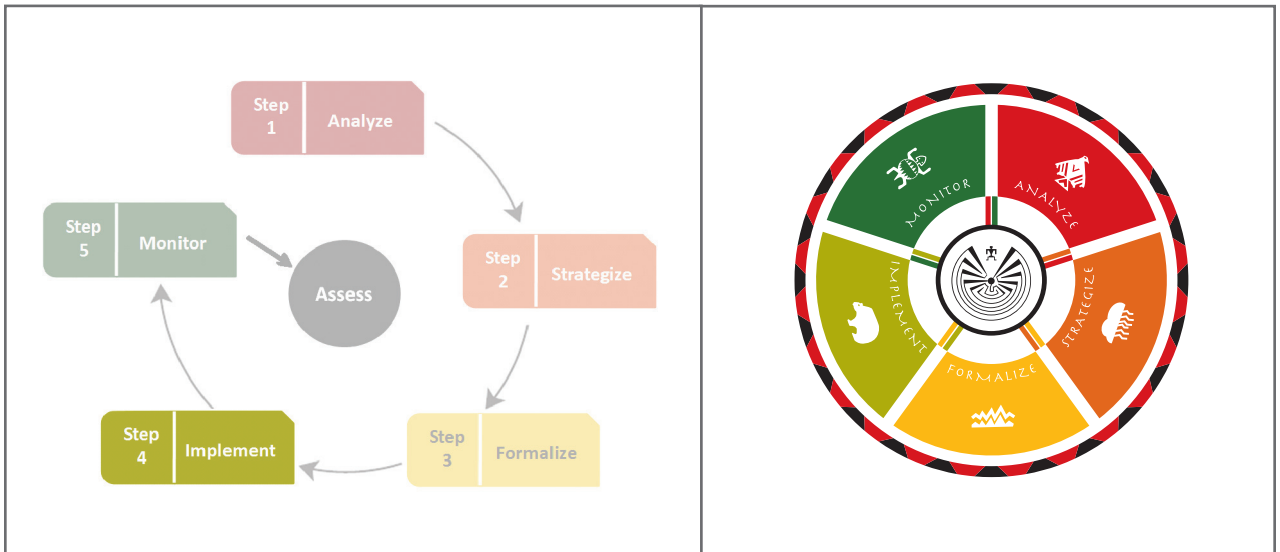 Step
1
Analyze
Step
2
Strategize
Step
3
Formalize
Step
4
Implement
Step
5
Monitor
Assess
MONITOR
ANALYZE
STRATEGIZE
FORMALIZE
IMPLEMENT